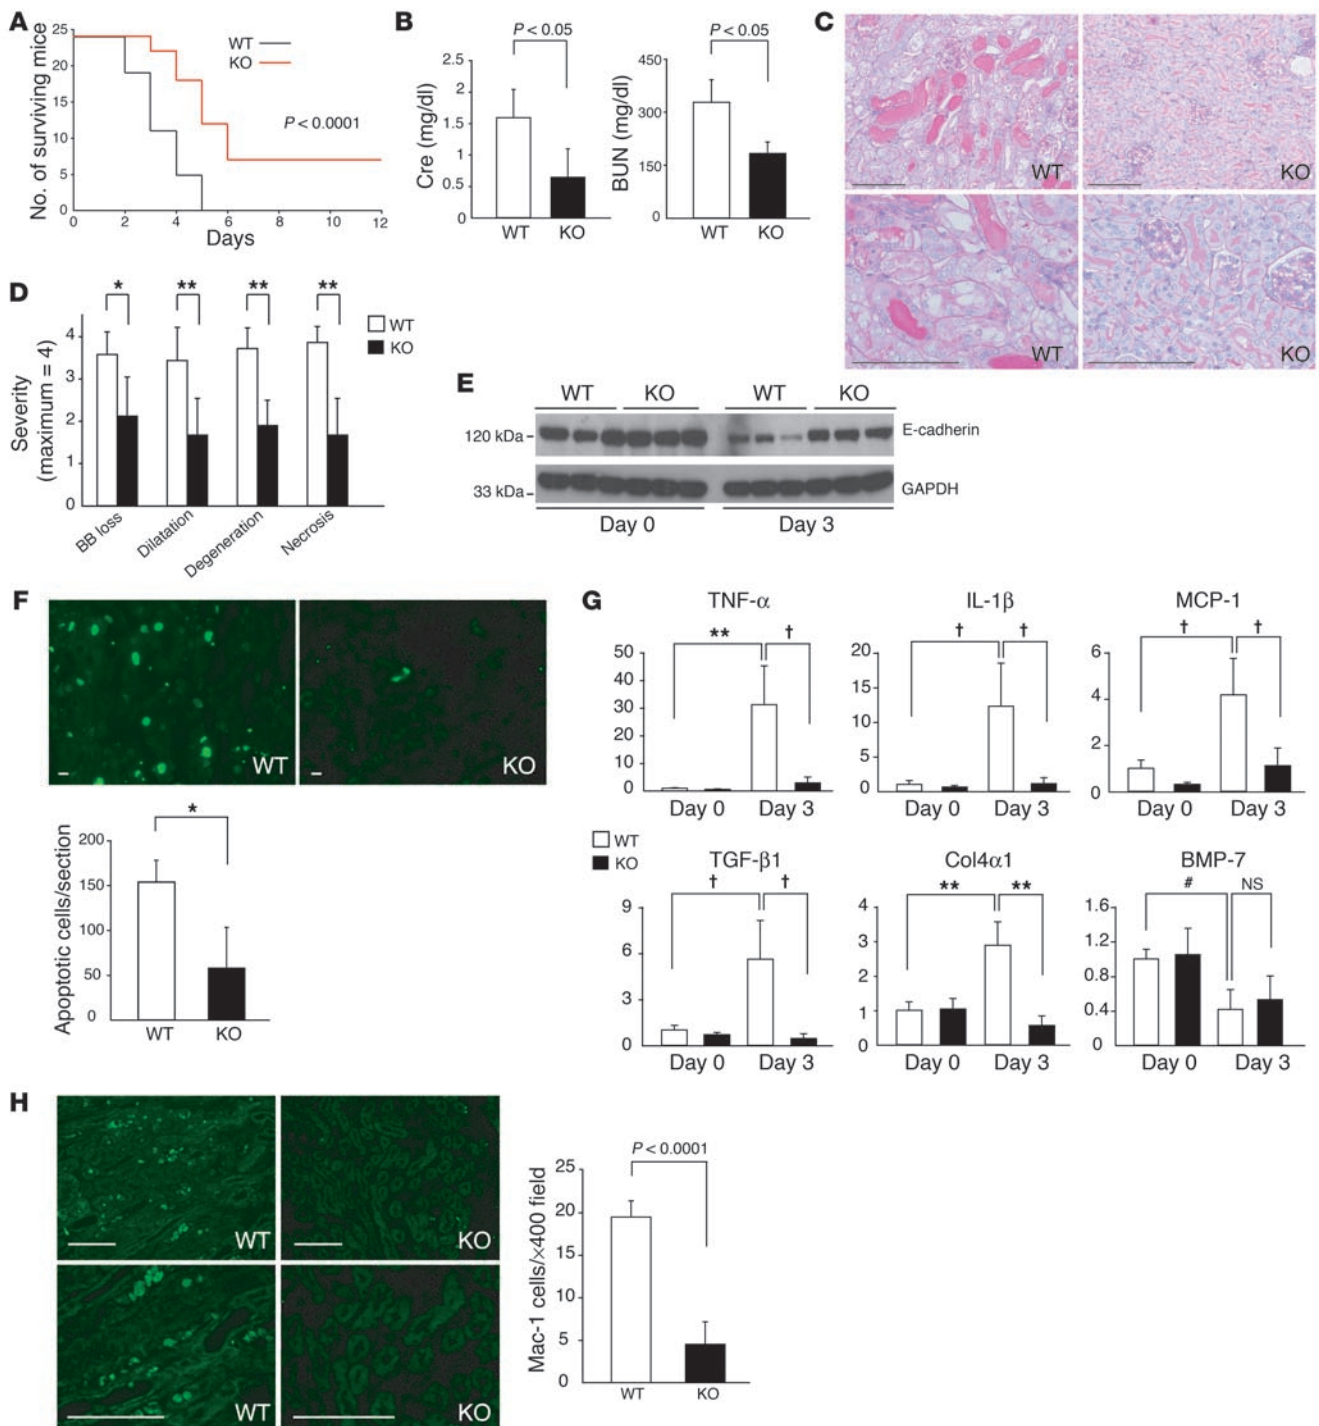 A
No. of surviving mice
25
20
15
10
5
0
0 2 4 6 8 10 12
Days
WT
KO
P < 0.0001
B
P < 0.05
Cre (mg/dl)
2.5
2
1.5
1
0.5
0
WT KO
P < 0.05
BUN (mg/dl)
450
300
150
0
WT KO
C
WT
KO
WT
KO
D
* ** ** **
WT
KO
Severity
(maximum = 4)
4
3
2
1
0
BB loss
Dilatation
Degeneration
Necrosis
E
WT KO WT KO
120 kDa
E-cadherin
33 kDa
GAPDH
Day 0 Day 3
F
WT
KO
*
Apoptotic cells/section
200
150
100
50
0
WT KO
G
TNF-α
** †
50
40
30
20
10
0
Day 0 Day 3
IL-1β
† †
20
15
10
5
0
Day 0 Day 3
MCP-1
† †
6
4
2
0
Day 0 Day 3
WT
KO
TGF-β1
† †
9
6
3
0
Day 0 Day 3
Col4α1
** **
4
3
2
1
0
Day 0 Day 3
BMP-7
# NS
1.6
1.2
0.8
0.4
0
Day 0 Day 3
H
WT
KO
WT
KO
P < 0.0001
Mac-1 cells/×400 field
25
20
15
10
5
0
WT KO